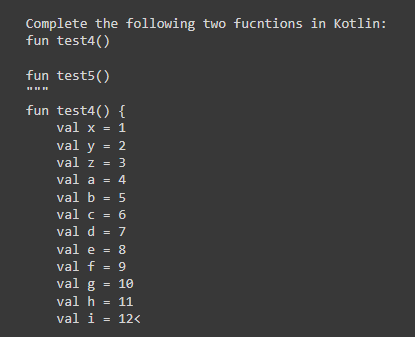 Complete the following two fucntions in Kotlin:
fun test4()
fun test5()
"""
fun test4() {
val x = 1
val y = 2
val z = 3
val a = 4
val b = 5
val c = 6
val d = 7
val e = 8
val f = 9
val g = 10
val h = 11
val i = 12<